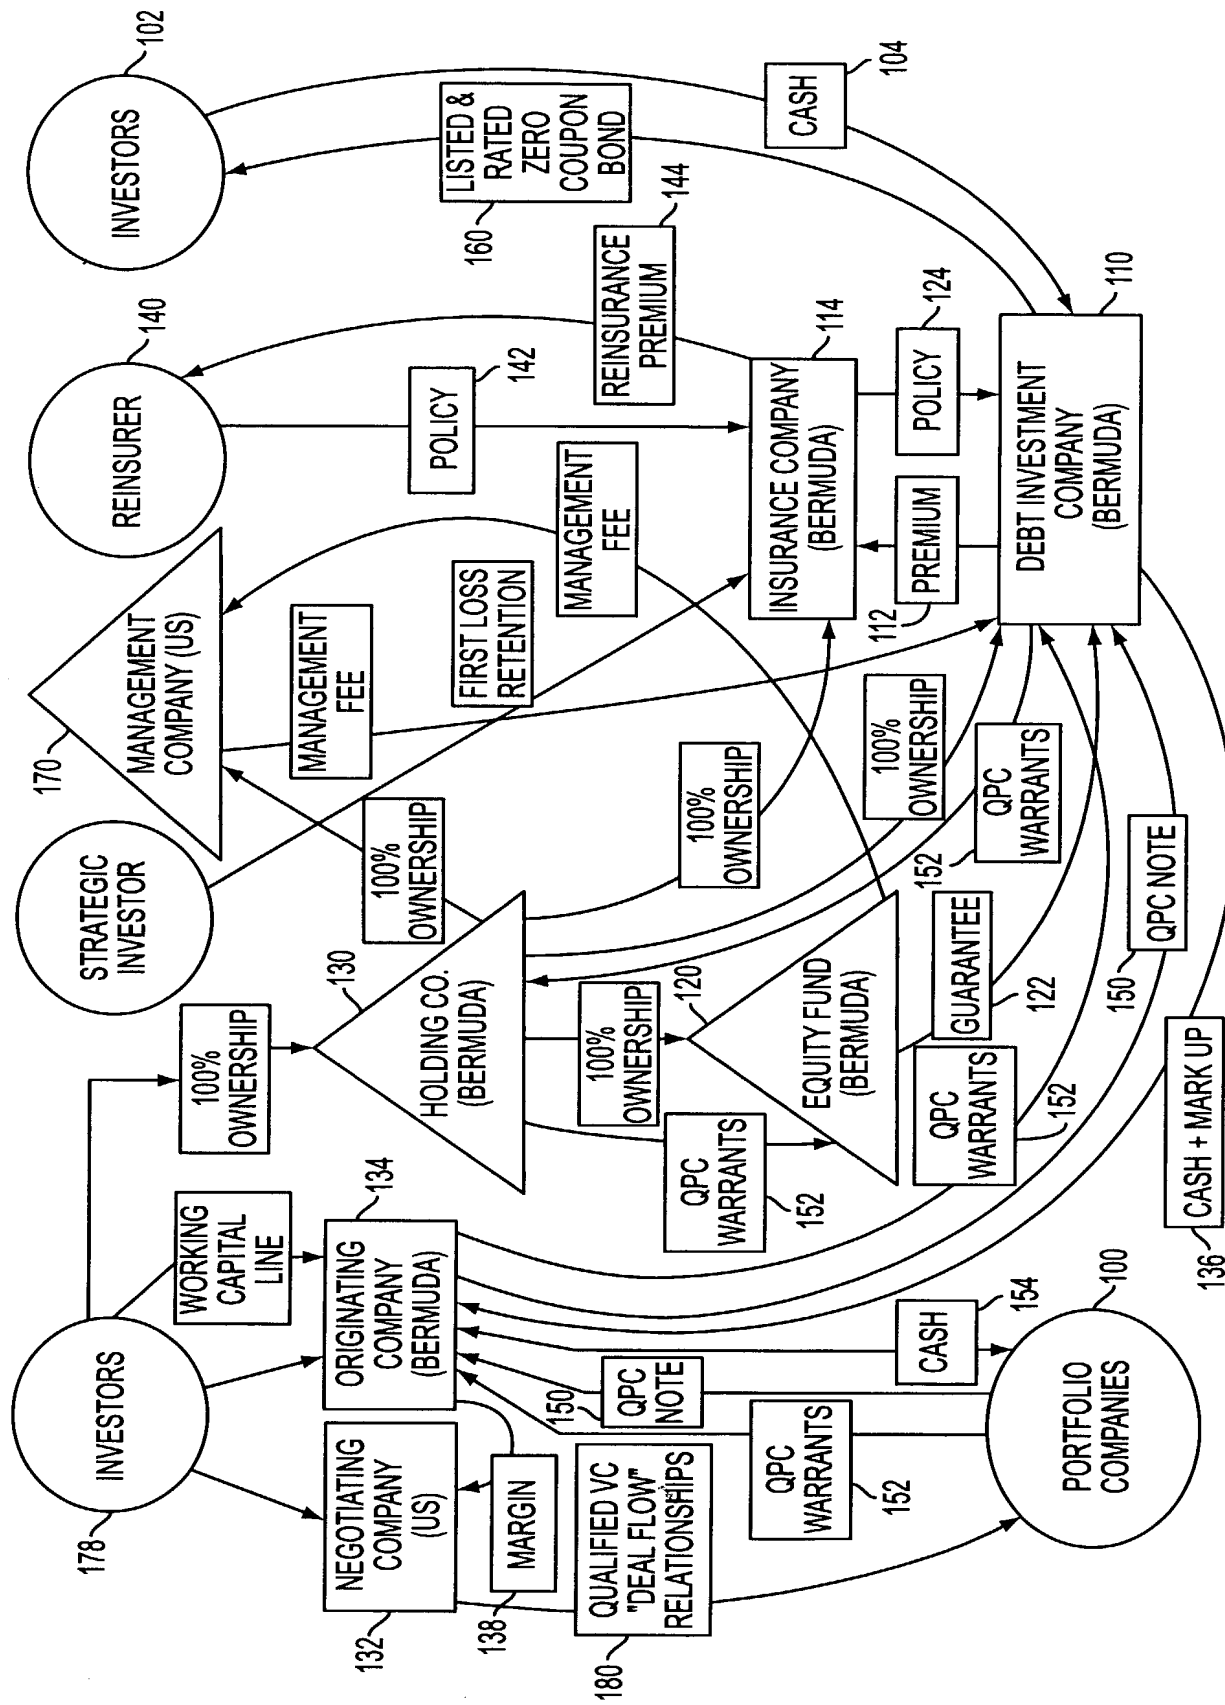 INVESTORS
178
100%
OWNERSHIP
STRATEGIC
INVESTOR
170
MANAGEMENT
COMPANY (US)
REINSURER
140
INVESTORS
102
WORKING
CAPITAL
LINE
130
100%
OWNERSHIP
MANAGEMENT
FEE
FIRST LOSS
RETENTION
POLICY
142
LISTED &
RATED
ZERO
COUPON
BOND
160
NEGOTIATING
COMPANY
(US)
132
ORIGINATING
COMPANY
(BERMUDA)
134
HOLDING CO.
(BERMUDA)
MANAGEMENT
FEE
REINSURANCE
PREMIUM
144
MARGIN
138
QPC
WARRANTS
152
100%
OWNERSHIP
120
100%
OWNERSHIP
INSURANCE COMPANY
(BERMUDA)
114
CASH
104
QUALIFIED VC
"DEAL FLOW"
RELATIONSHIPS
180
QPC
NOTE
150
EQUITY FUND
(BERMUDA)
100%
OWNERSHIP
PREMIUM
112
POLICY
124
QPC
WARRANTS
152
CASH
154
QPC
WARRANTS
152
GUARANTEE
122
QPC
WARRANTS
152
DEBT INVESTMENT
COMPANY
(BERMUDA)
110
PORTFOLIO
COMPANIES
100
QPC NOTE
150
CASH + MARK UP
136